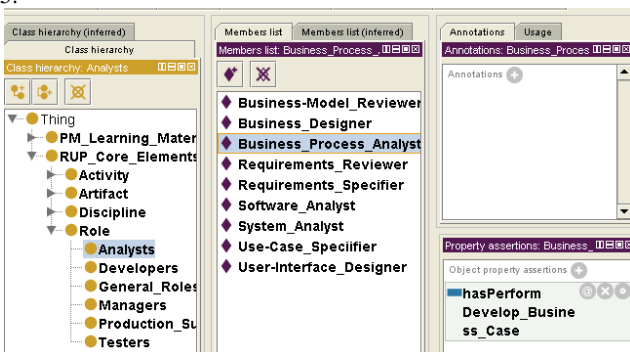 Class hierarchy (inferred)
Class hierarchy
Class hierarchy: Analysts
Thing
PM_Learning_Mater
RUP_Core_Elements
Activity
Artifact
Discipline
Role
Analysts
Developers
General_Roles
Managers
Production_Su
Testers
Members list
Members list (inferred)
Members list: Business_Process_
Business-Model_Reviewer
Business_Designer
Business_Process_Analyst
Requirements_Reviewer
Requirements_Specifier
Software_Analyst
System_Analyst
Use-Case_Speciifier
User-Interface_Designer
Annotations
Usage
Annotations: Business_Proces
Annotations
Property assertions: Business_
Object property assertions
hasPerform
Develop_Busine
ss_Case